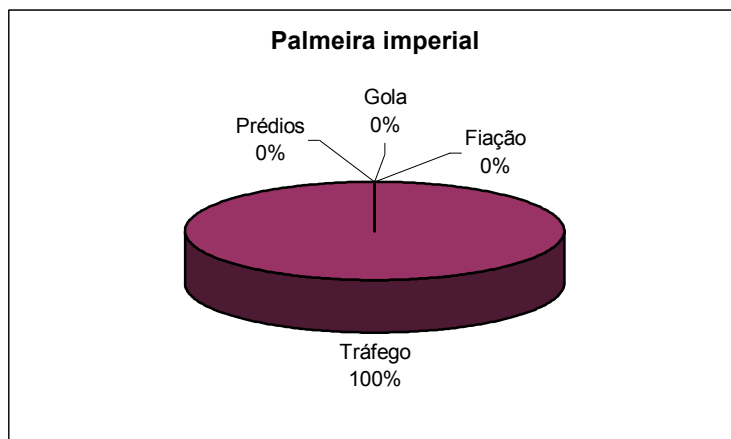 Palmeira imperial
Gola
0%
Prédios
0%
Fiação
0%
Tráfego
100%